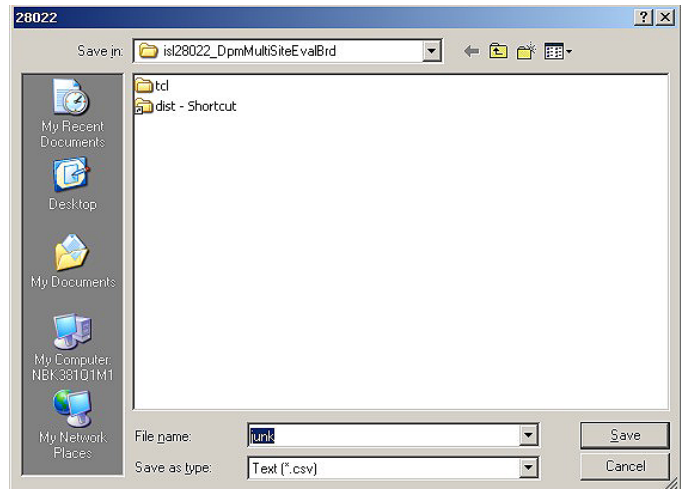 28022
Save in:
isl28022_DpmMultiSiteEvalBrd
tcl
dist - Shortcut
My Recent
Documents
Desktop
My Documents
My Computer:
NBK38101M1
My Network
Places
File name:
junk
Save
Save as type:
Text (*.csv)
Cancel